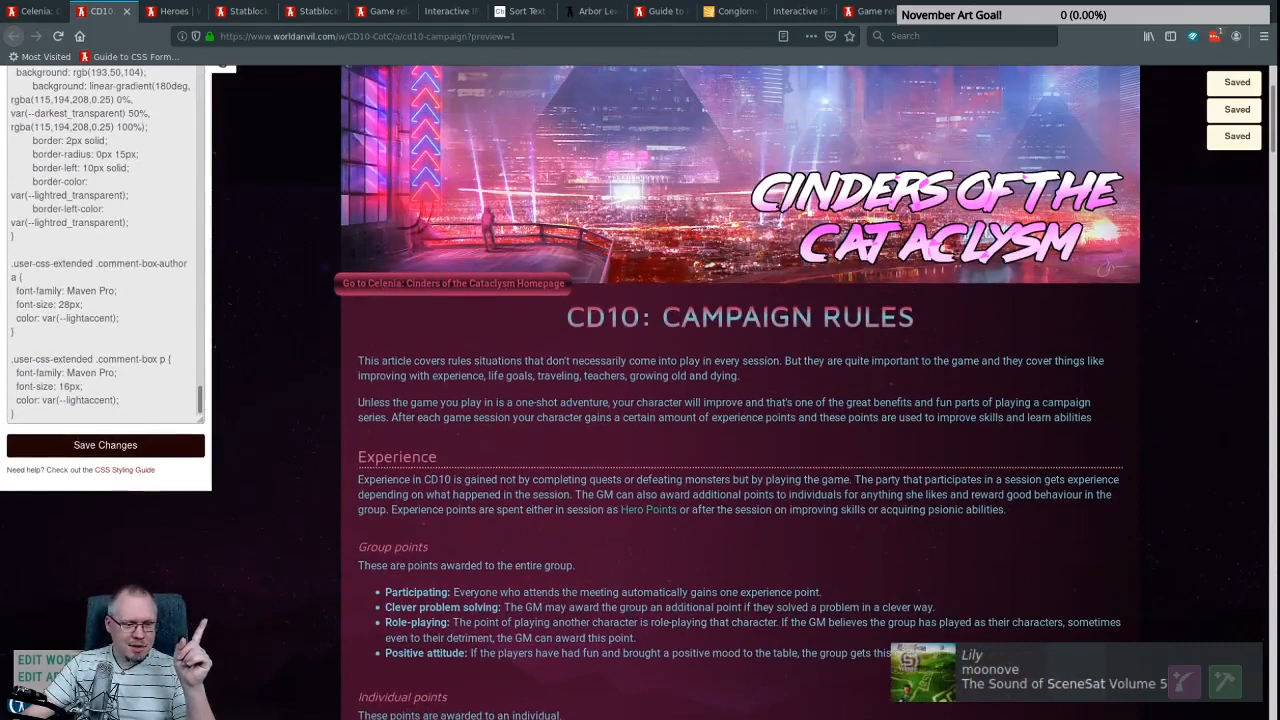 Celenia: C
CD10.
Heroes | W
Statblock
Statblock
Game rel
Interactive IF
Sort Text
Arbor Lea
Guide to
Conglome
Interactive IF
Game re
November Art Goal! 0 (0.00%)
https://www.worldanvil.com/w/CD10-CotC/a/cd10-campaign?preview=1
Search
Most Visited
Guide to CSS Form...
background: rgb(193,50,104);
background: linear-gradient(180deg,
rgba(115,194,208,0.25) 0%,
var(--darkest_transparent) 50%,
rgba(115,194,208,0.25) 100%);
border: 2px solid;
border-radius: 0px 15px;
border-left: 10px solid;
border-color:
var(--lightred_transparent);
border-left-color:
var(--lightred_transparent);
}
.user-css-extended .comment-box-author
a {
font-family: Maven Pro;
font-size: 28px;
color: var(--lightaccent);
}
.user-css-extended .comment-box p {
font-family: Maven Pro;
font-size: 16px;
color: var(--lightaccent);
}
Save Changes
Need help? Check out the CSS Styling Guide
Saved
Saved
Saved
CINDERS OF THE
CATACLYSM
Go to Celenia: Cinders of the Cataclysm Homepage
CD10: CAMPAIGN RULES
This article covers rules situations that don't necessarily come into play in every session. But they are quite important to the game and they cover things like
improving with experience, life goals, traveling, teachers, growing old and dying.
Unless the game you play in is a one-shot adventure, your character will improve and that's one of the great benefits and fun parts of playing a campaign
series. After each game session your character gains a certain amount of experience points and these points are used to improve skills and learn abilities
Experience
Experience in CD10 is gained not by completing quests or defeating monsters but by playing the game. The party that participates in a session gets experience
depending on what happened in the session. The GM can also award additional points to individuals for anything she likes and reward good behaviour in the
group. Experience points are spent either in session as Hero Points or after the session on improving skills or acquiring psionic abilities.
Group points
These are points awarded to the entire group.
• Participating: Everyone who attends the meeting automatically gains one experience point.
• Clever problem solving: The GM may award the group an additional point if they solved a problem in a clever way.
• Role-playing: The point of playing another character is role-playing that character. If the GM believes the group has played as their characters, sometimes
even to their detriment, the GM can award this point.
• Positive attitude: If the players have had fun and brought a positive mood to the table, the group gets this
Individual points
These points are awarded to an individual.
EDIT WOR
EDIT A
Lily
moonove
The Sound of SceneSat Volume 5